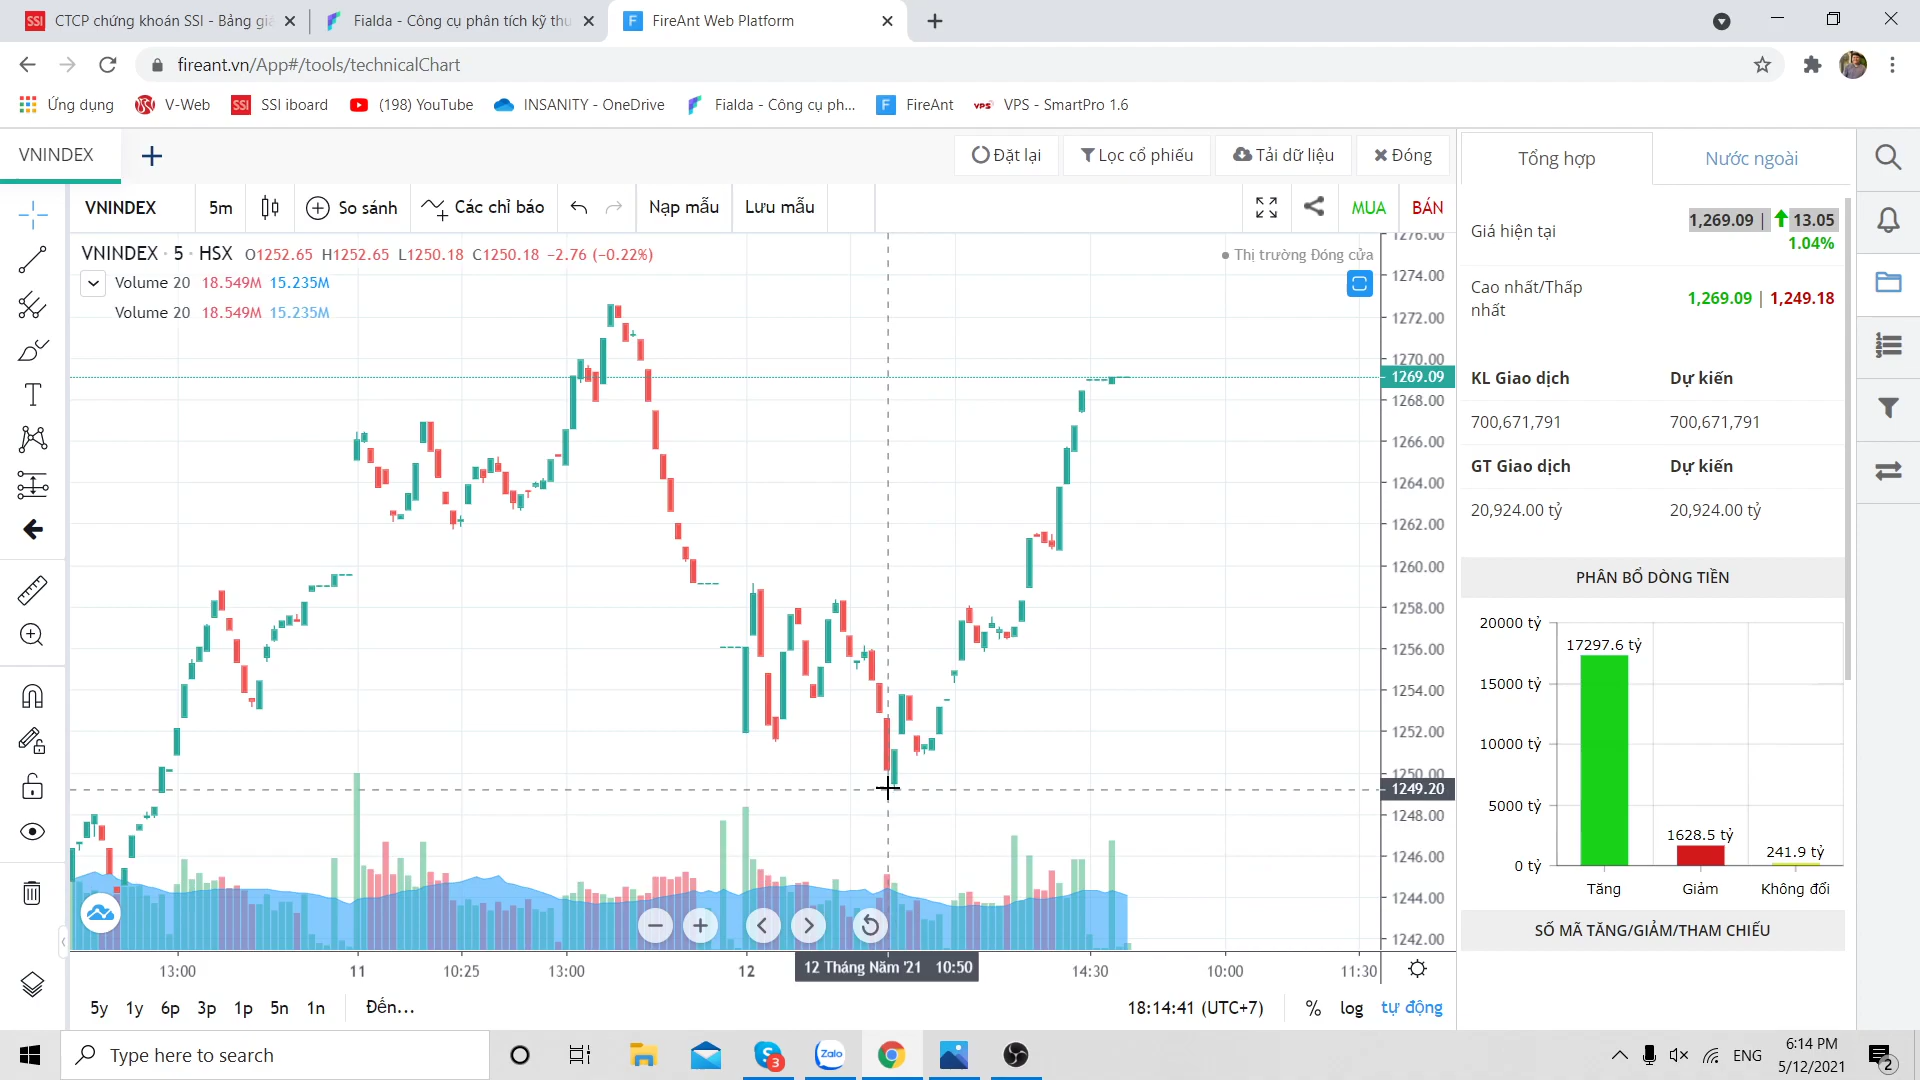 SSI CTCP chứng khoán SSI - Bảng giá
Fialda - Công cụ phân tích kỹ thu
F FireAnt Web Platform
fireant.vn/App#/tools/technicalChart
Ứng dụng
V-Web
SSI SSI iboard
(198) YouTube
INSANITY - OneDrive
Fialda - Công cụ ph...
F FireAnt
VPS VPS - SmartPro 1.6
VNINDEX
Đặt lại
Lọc cổ phiếu
Tải dữ liệu
Đóng
VNINDEX
5m
So sánh
Các chỉ báo
Nạp mẫu
Lưu mẫu
MUA
BÁN
VNINDEX · 5 · HSX O1252.65 H1252.65 L1250.18 C1250.18 −2.76 (−0.22%)
Thị trường Đóng cửa
Volume 20 18.549M 15.235M
Volume 20 18.549M 15.235M
1276.00
1274.00
1272.00
1270.00
1269.09
1268.00
1266.00
1264.00
1262.00
1260.00
1258.00
1256.00
1254.00
1252.00
1250.00
1249.20
1248.00
1246.00
1244.00
1242.00
13:00
11
10:25
13:00
12
12 Tháng Năm '21 10:50
14:30
10:00
11:30
5y
1y
6p
3p
1p
5n
1n
Đến...
18:14:41 (UTC+7)
%
log
tự động
Tổng hợp
Nước ngoài
Giá hiện tại
1,269.09 | 13.05
1.04%
Cao nhất/Thấp
nhất
1,269.09 | 1,249.18
KL Giao dịch
Dự kiến
700,671,791
700,671,791
GT Giao dịch
Dự kiến
20,924.00 tỷ
20,924.00 tỷ
PHÂN BỔ DÒNG TIỀN
20000 tỷ
15000 tỷ
10000 tỷ
5000 tỷ
0 tỷ
17297.6 tỷ
1628.5 tỷ
241.9 tỷ
Tăng
Giảm
Không đổi
SỐ MÃ TĂNG/GIẢM/THAM CHIẾU
Type here to search
3
Zalo
ENG
6:14 PM
5/12/2021
2